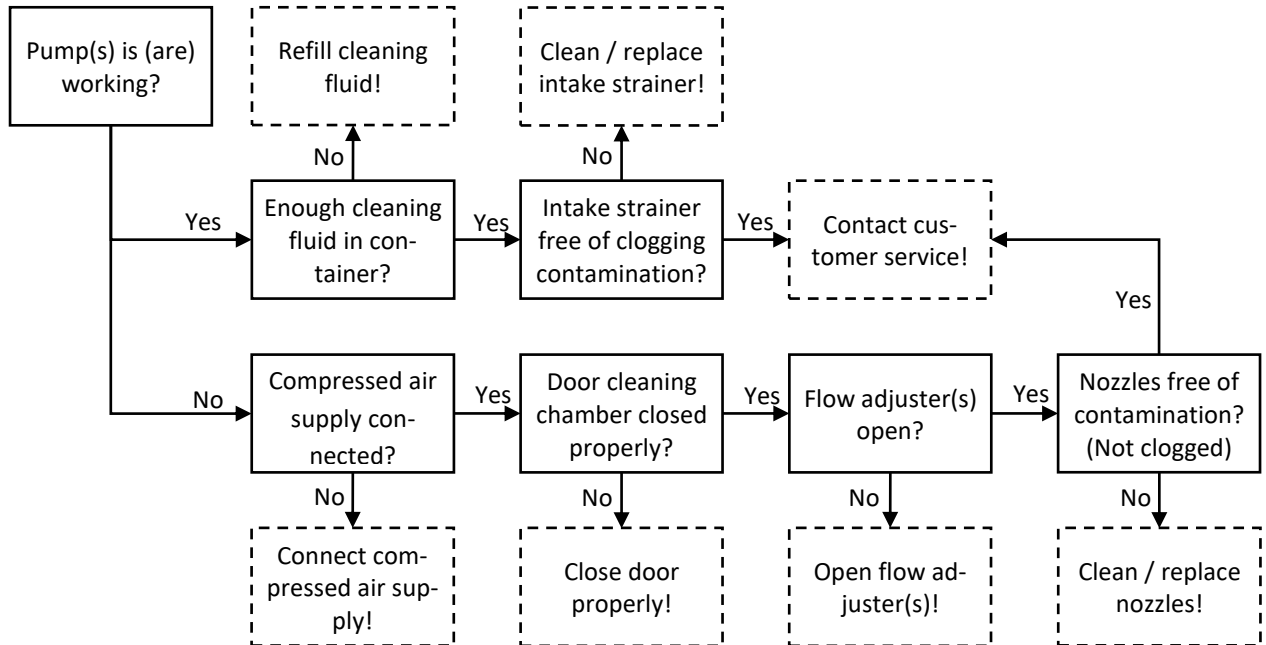 Pump(s) is (are)
working?
Refill cleaning
fluid!
Clean / replace
intake strainer!
No
No
Yes
Enough cleaning
fluid in con-
tainer?
Yes
Intake strainer
free of clogging
contamination?
Yes
Contact cus-
tomer service!
Yes
No
Compressed air
supply con-
nected?
Yes
Door cleaning
chamber closed
properly?
Yes
Flow adjuster(s)
open?
Yes
Nozzles free of
contamination?
(Not clogged)
No
No
No
No
Connect com-
pressed air sup-
ply!
Close door
properly!
Open flow ad-
juster(s)!
Clean / replace
nozzles!